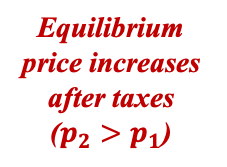 Equilibrium
price increases
after taxes
(p₂ > p₁)